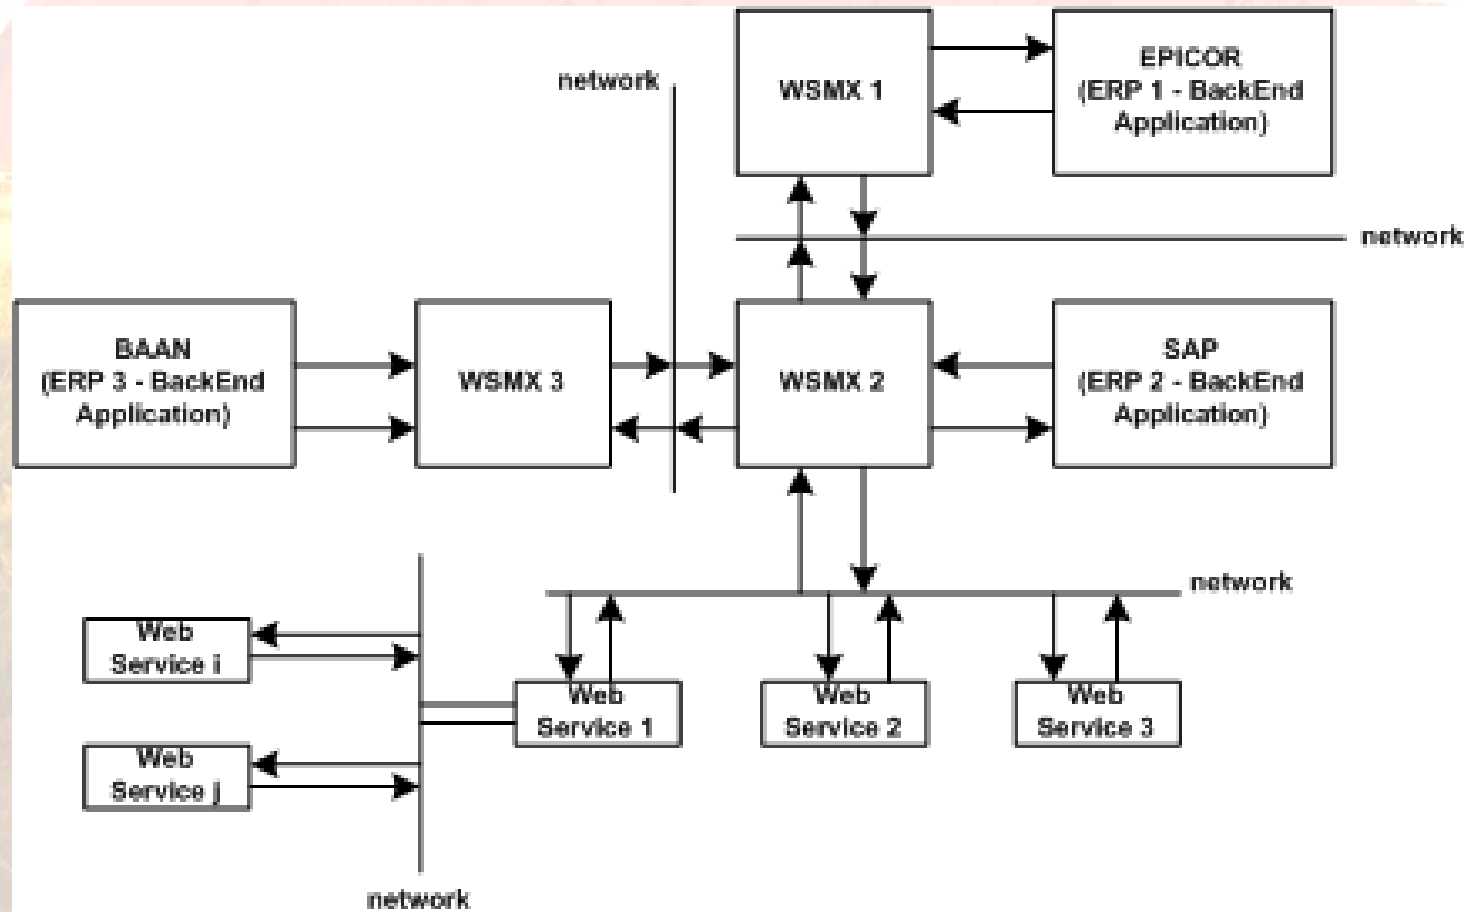 network
WSMX 1
EPICOR
(ERP 1 - BackEnd
Application)
network
BAAN
(ERP 3 - BackEnd
Application)
WSMX 3
WSMX 2
SAP
(ERP 2 - BackEnd
Application)
network
Web
Service i
Web
Service 1
Web
Service 2
Web
Service 3
Web
Service j
network